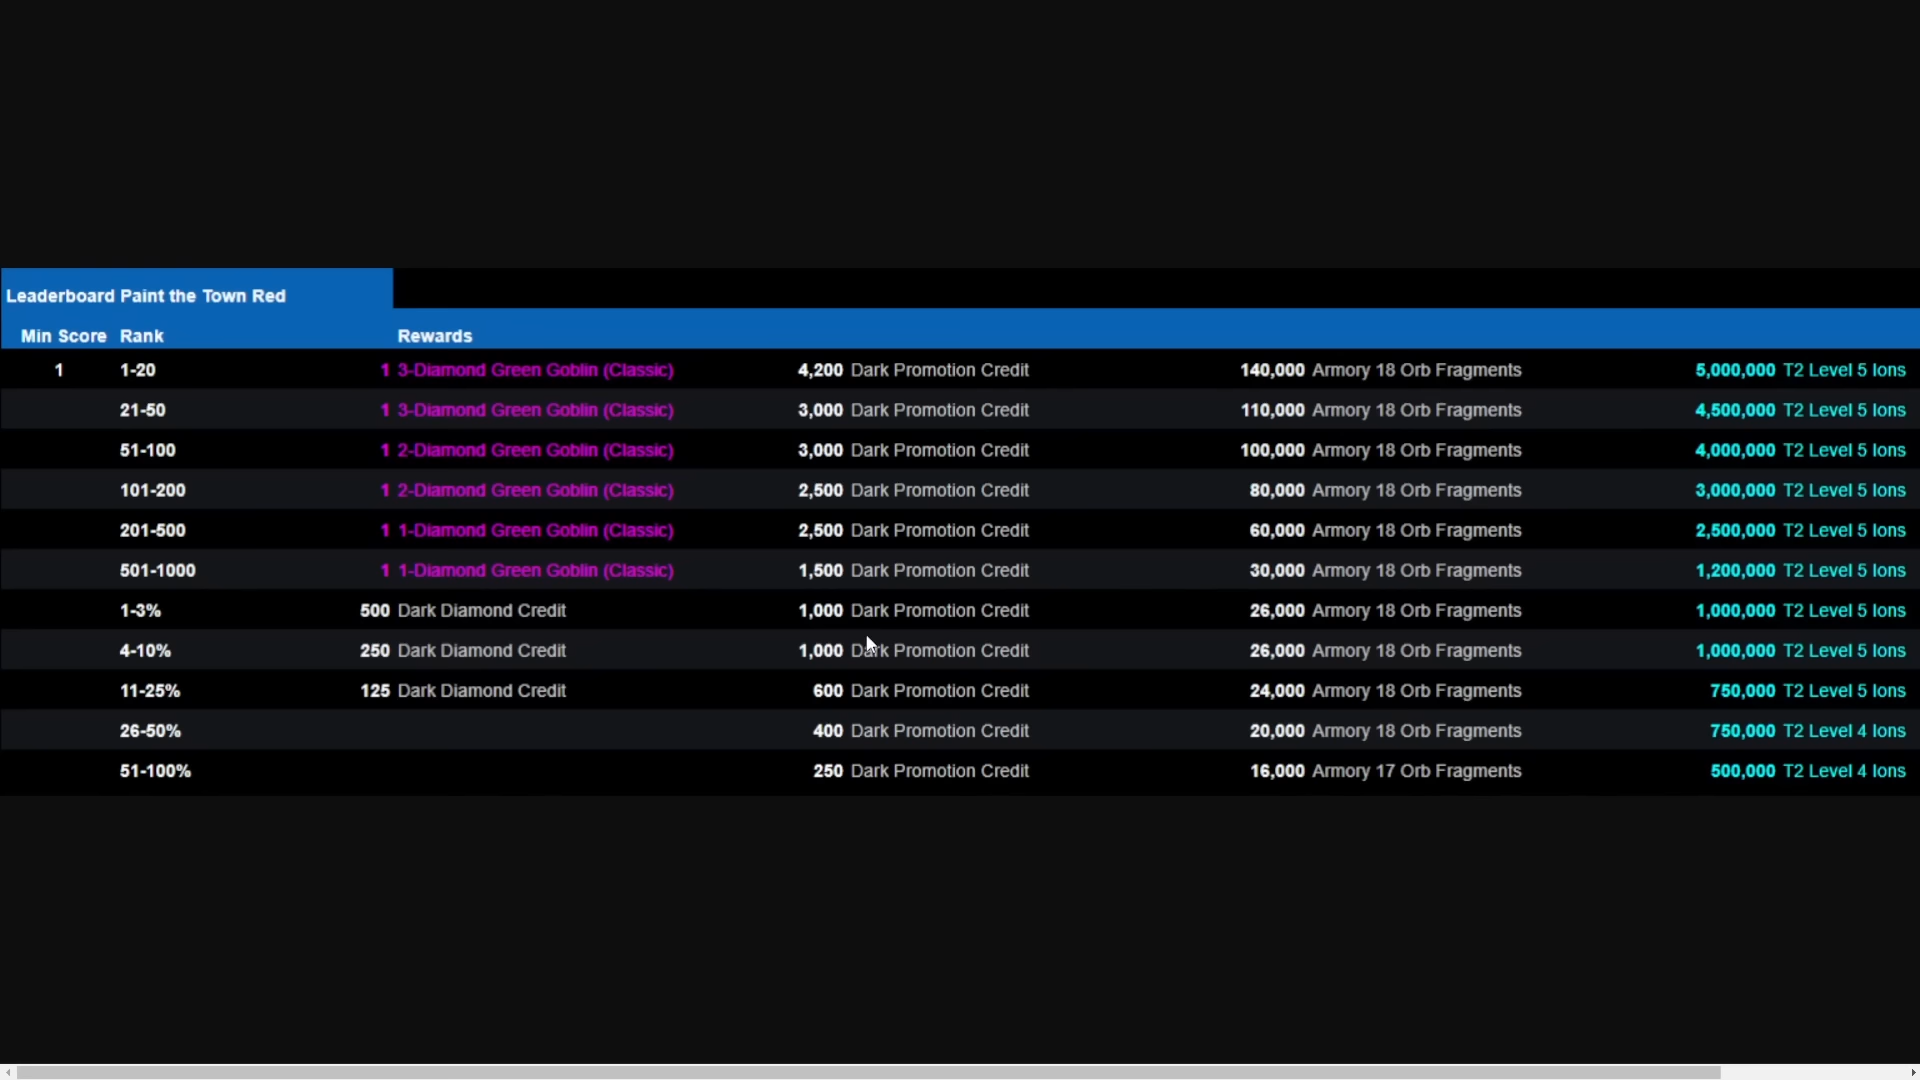 Leaderboard Paint the Town Red
Min Score Rank Rewards
1 1-20 1 3-Diamond Green Goblin (Classic) 4,200 Dark Promotion Credit 140,000 Armory 18 Orb Fragments 5,000,000 T2 Level 5 Ions
21-50 1 3-Diamond Green Goblin (Classic) 3,000 Dark Promotion Credit 110,000 Armory 18 Orb Fragments 4,500,000 T2 Level 5 Ions
51-100 1 2-Diamond Green Goblin (Classic) 3,000 Dark Promotion Credit 100,000 Armory 18 Orb Fragments 4,000,000 T2 Level 5 Ions
101-200 1 2-Diamond Green Goblin (Classic) 2,500 Dark Promotion Credit 80,000 Armory 18 Orb Fragments 3,000,000 T2 Level 5 Ions
201-500 1 1-Diamond Green Goblin (Classic) 2,500 Dark Promotion Credit 60,000 Armory 18 Orb Fragments 2,500,000 T2 Level 5 Ions
501-1000 1 1-Diamond Green Goblin (Classic) 1,500 Dark Promotion Credit 30,000 Armory 18 Orb Fragments 1,200,000 T2 Level 5 Ions
1-3% 500 Dark Diamond Credit 1,000 Dark Promotion Credit 26,000 Armory 18 Orb Fragments 1,000,000 T2 Level 5 Ions
4-10% 250 Dark Diamond Credit 1,000 Dark Promotion Credit 26,000 Armory 18 Orb Fragments 1,000,000 T2 Level 5 Ions
11-25% 125 Dark Diamond Credit 600 Dark Promotion Credit 24,000 Armory 18 Orb Fragments 750,000 T2 Level 5 Ions
26-50% 400 Dark Promotion Credit 20,000 Armory 18 Orb Fragments 750,000 T2 Level 4 Ions
51-100% 250 Dark Promotion Credit 16,000 Armory 17 Orb Fragments 500,000 T2 Level 4 Ions